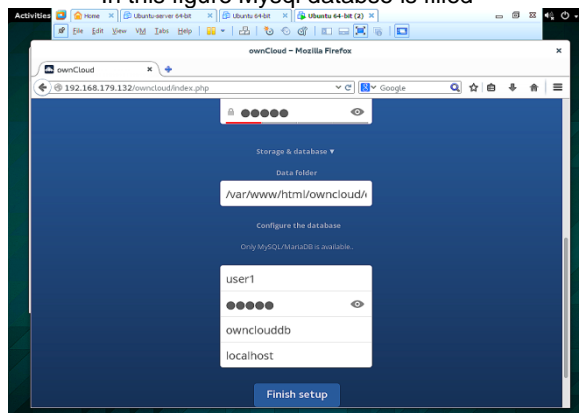 In this figure Mysql databse is filled
Activities Home Ubuntu-server 64-bit Ubuntu 64-bit Ubuntu 64-bit (2)
File Edit View VM Tabs Help
ownCloud – Mozilla Firefox
ownCloud
192.168.179.132/owncloud/index.php Google
Storage & database ▼
Data folder
/var/www/html/owncloud/
Configure the database
Only MySQL/MariaDB is available..
user1
ownclouddb
localhost
Finish setup